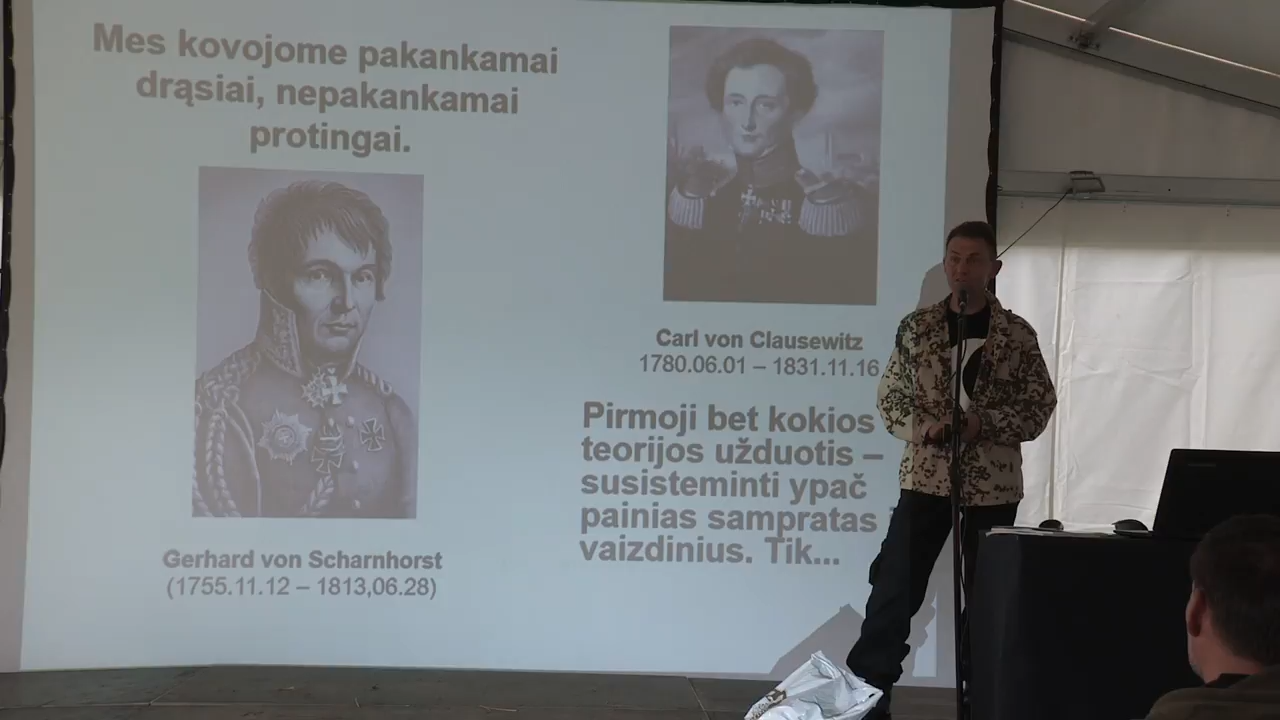 Mes kovojome pakankamai
drąsiai, nepakankamai
protingai.
Gerhard von Scharnhorst
(1755.11.12 – 1813,06.28)
Carl von Clausewitz
1780.06.01 – 1831.11.16
Pirmoji bet kokios
teorijos užduotis –
susisteminti ypač
painias sampratas
vaizdinius. Tik...